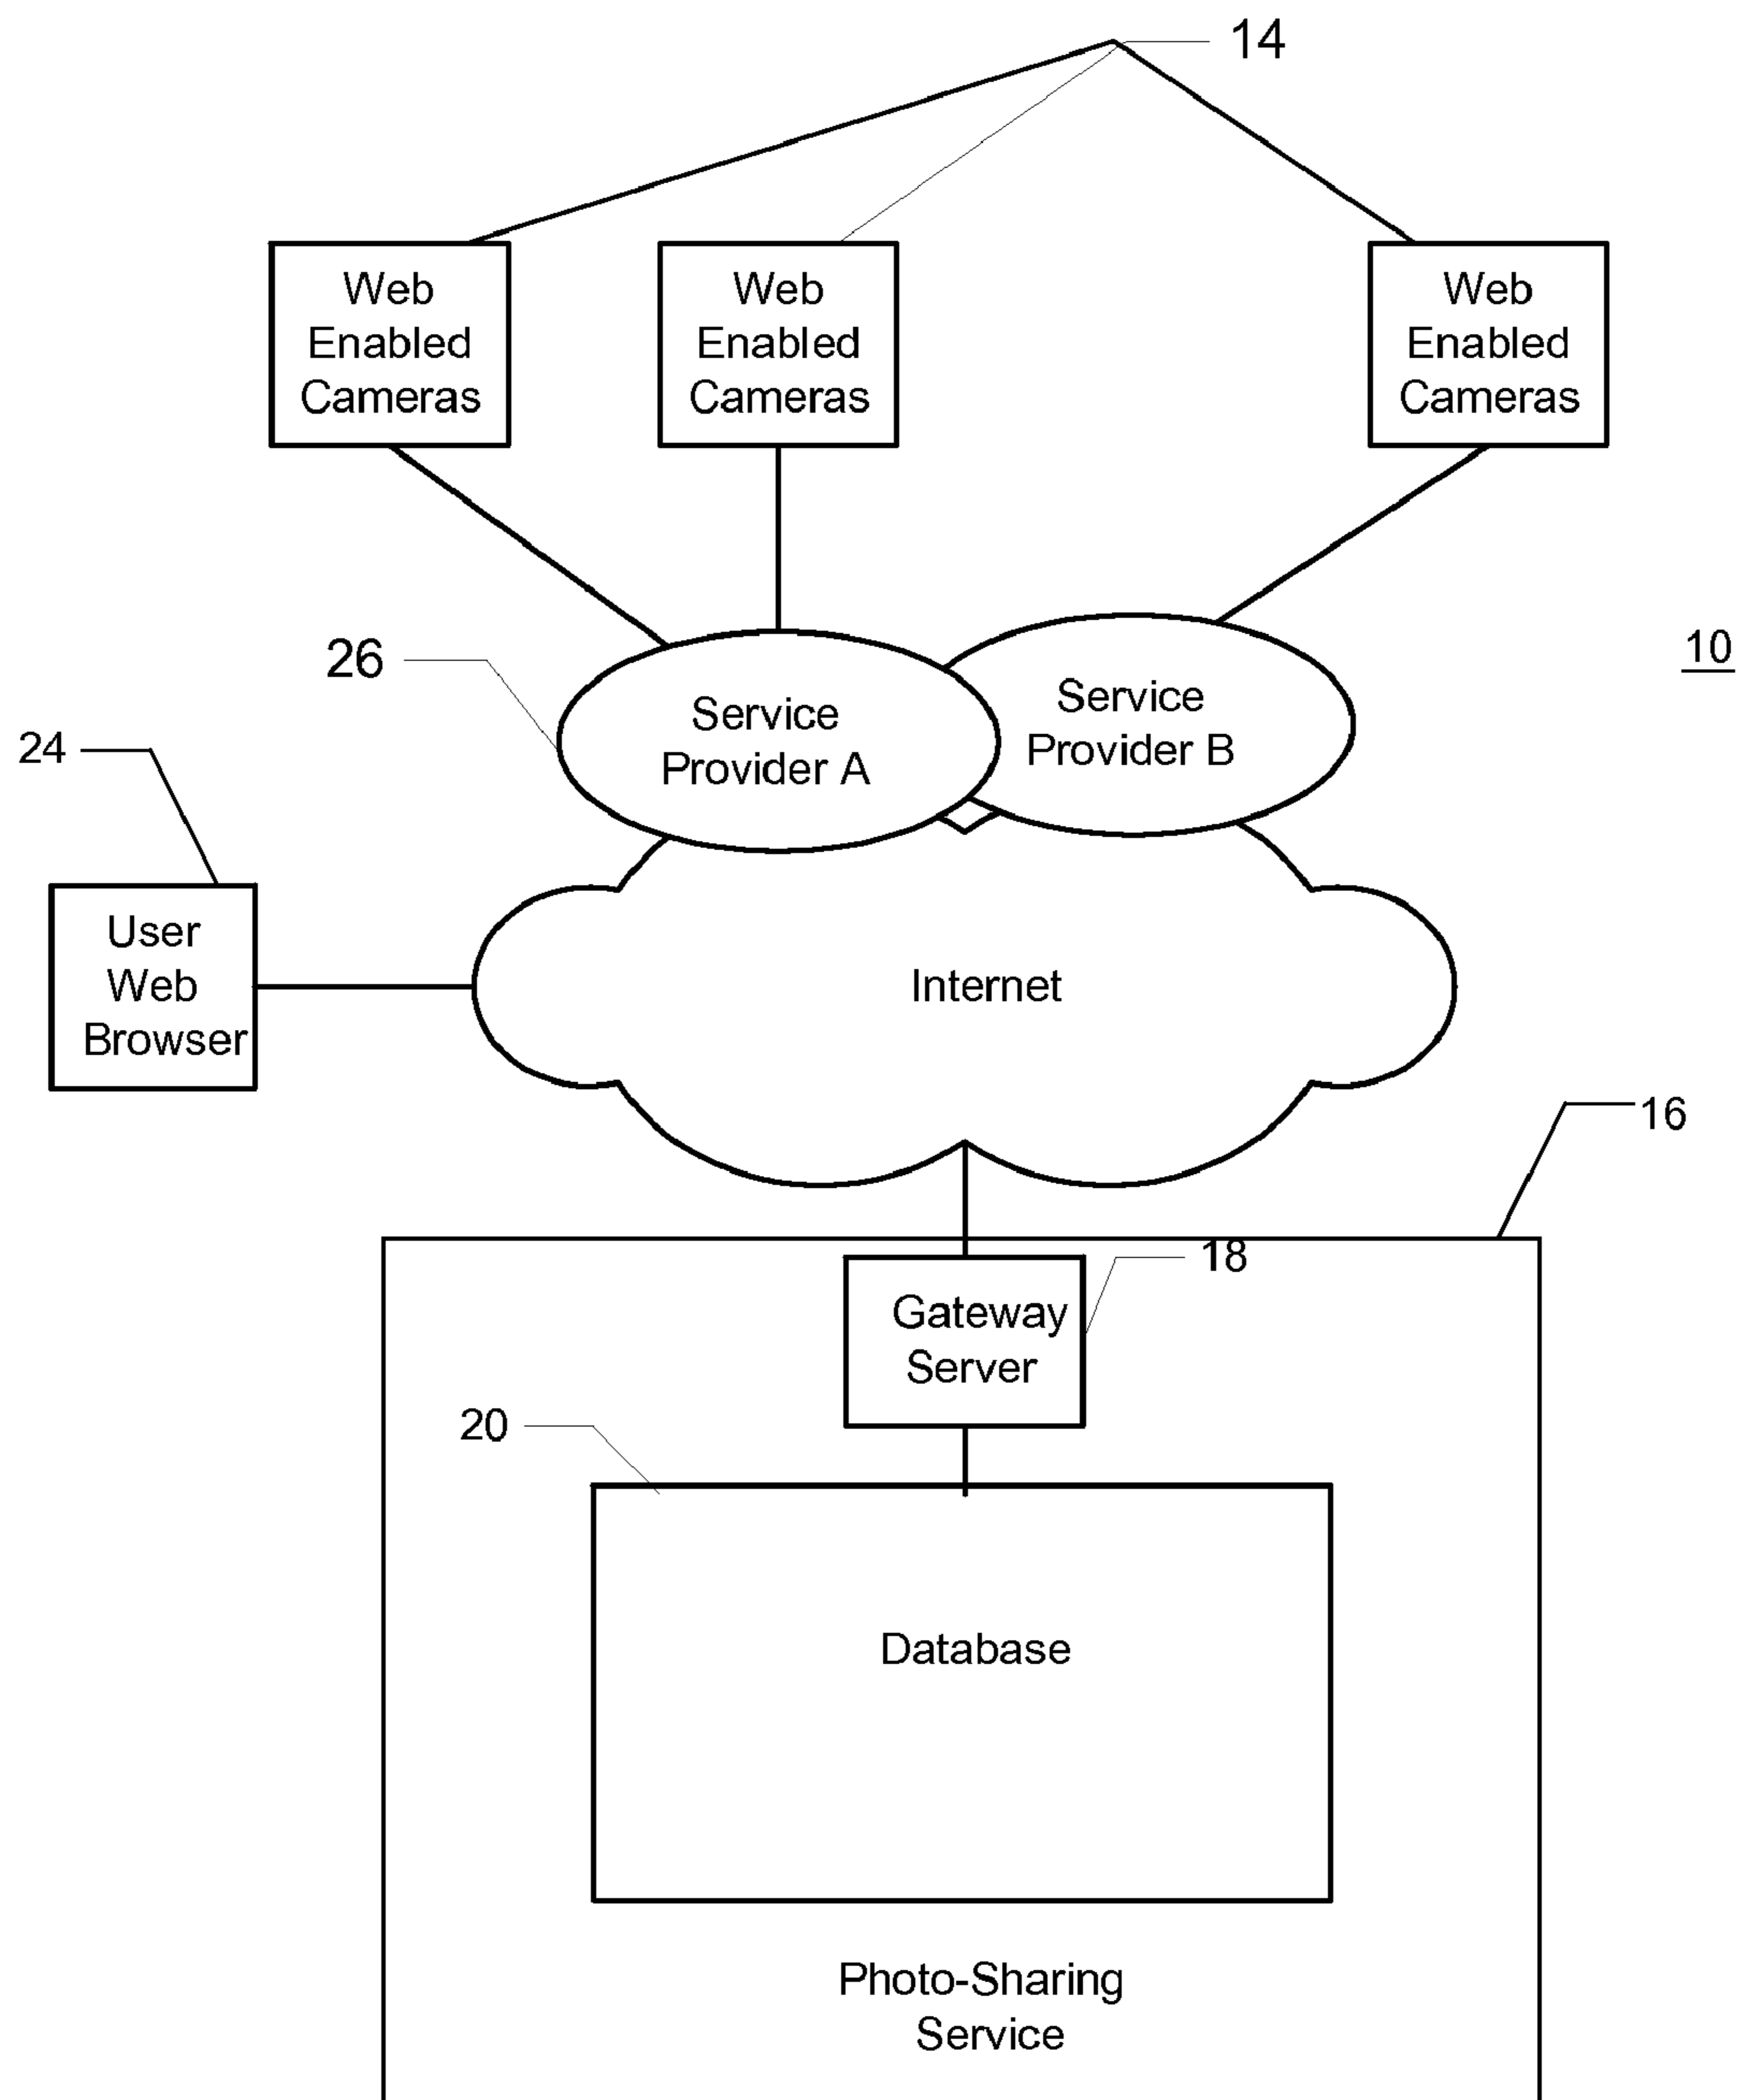 14
Web
Enabled
Cameras
Web
Enabled
Cameras
Web
Enabled
Cameras
26
10
Service
Provider A
Service
Provider B
24
User
Web
Browser
Internet
16
18
Gateway
Server
20
Database
Photo-Sharing
Service